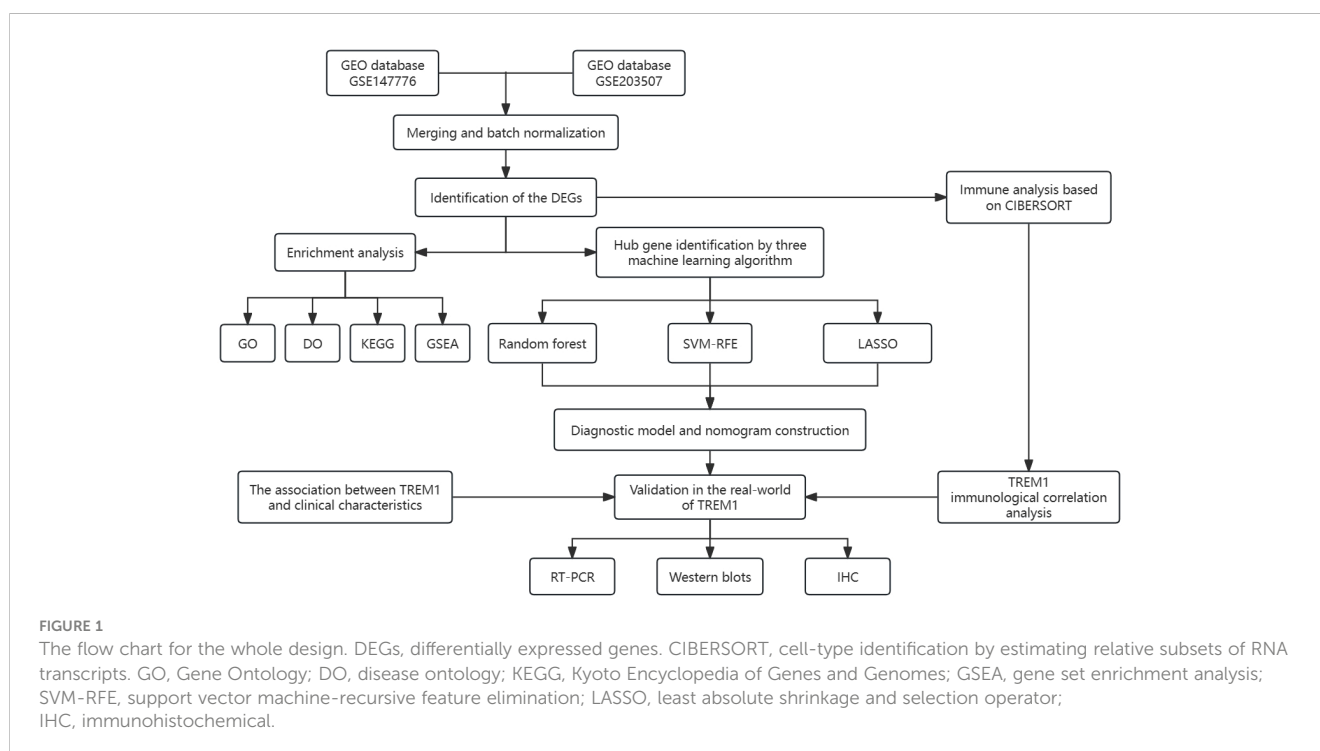 GEO database
GSE147776
GEO database
GSE203507
Merging and batch normalization
Identification of the DEGs
Immune analysis based
on CIBERSORT
Enrichment analysis
Hub gene identification by three
machine learning algorithm
GO
DO
KEGG
GSEA
Random forest
SVM-RFE
LASSO
Diagnostic model and nomogram construction
The association between TREM1
and clinical characteristics
Validation in the real-world
of TREM1
TREM1
immunological correlation
analysis
RT-PCR
Western blots
IHC
FIGURE 1
The flow chart for the whole design. DEGs, differentially expressed genes. CIBERSORT, cell-type identification by estimating relative subsets of RNA
transcripts. GO, Gene Ontology; DO, disease ontology; KEGG, Kyoto Encyclopedia of Genes and Genomes; GSEA, gene set enrichment analysis;
SVM-RFE, support vector machine-recursive feature elimination; LASSO, least absolute shrinkage and selection operator;
IHC, immunohistochemical.